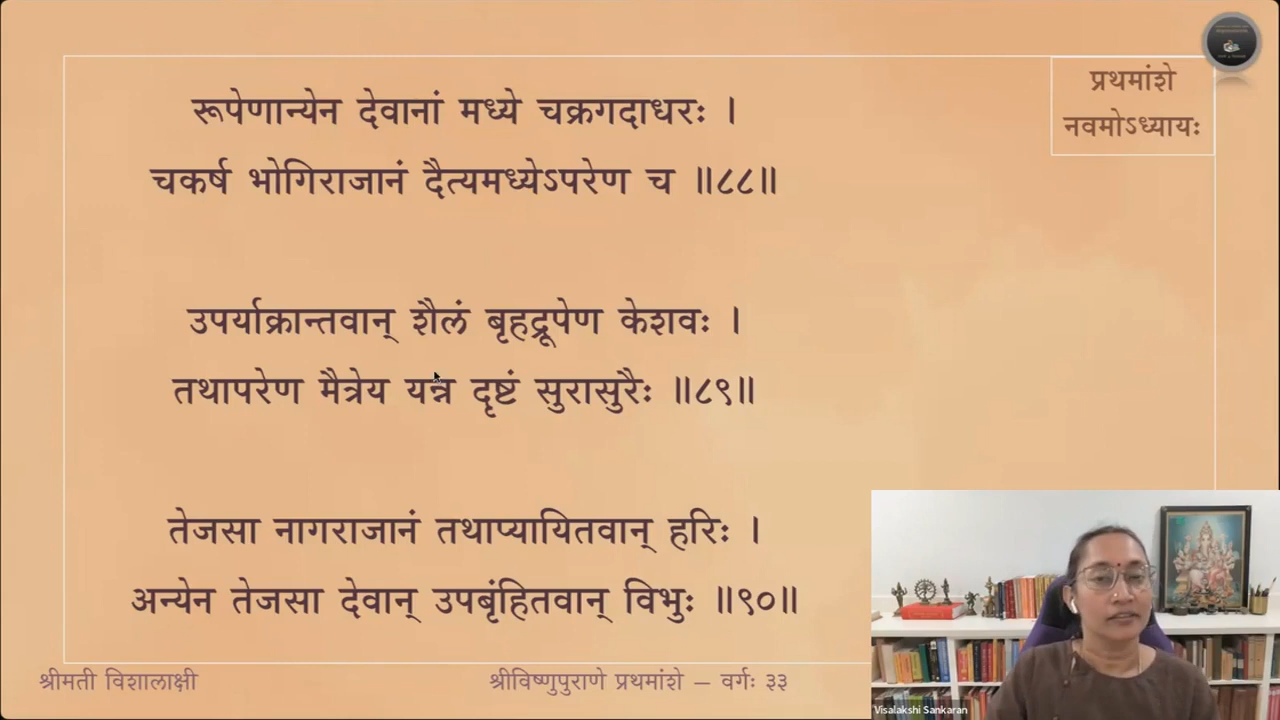 प्रथमांशे
नवमोऽध्यायः
रूपेणान्येन देवानां मध्ये चक्रगदाधरः ।
चकर्ष भोगिराजानं दैत्यमध्येऽपरेण च ॥८८॥
उपर्याक्रान्तवान् शैलं बृहद्रूपेण केशवः ।
तथापरेण मैत्रेय यन्न दृष्टं सुरासुरैः ॥८९॥
तेजसा नागराजानं तथाप्यायितवान् हरिः ।
अन्येन तेजसा देवान् उपबृंहितवान् विभुः ॥९०॥
श्रीमती विशालाक्षी
श्रीविष्णुपुराणे प्रथमांशे – वर्गः ३३
Visalakshi Sankaran